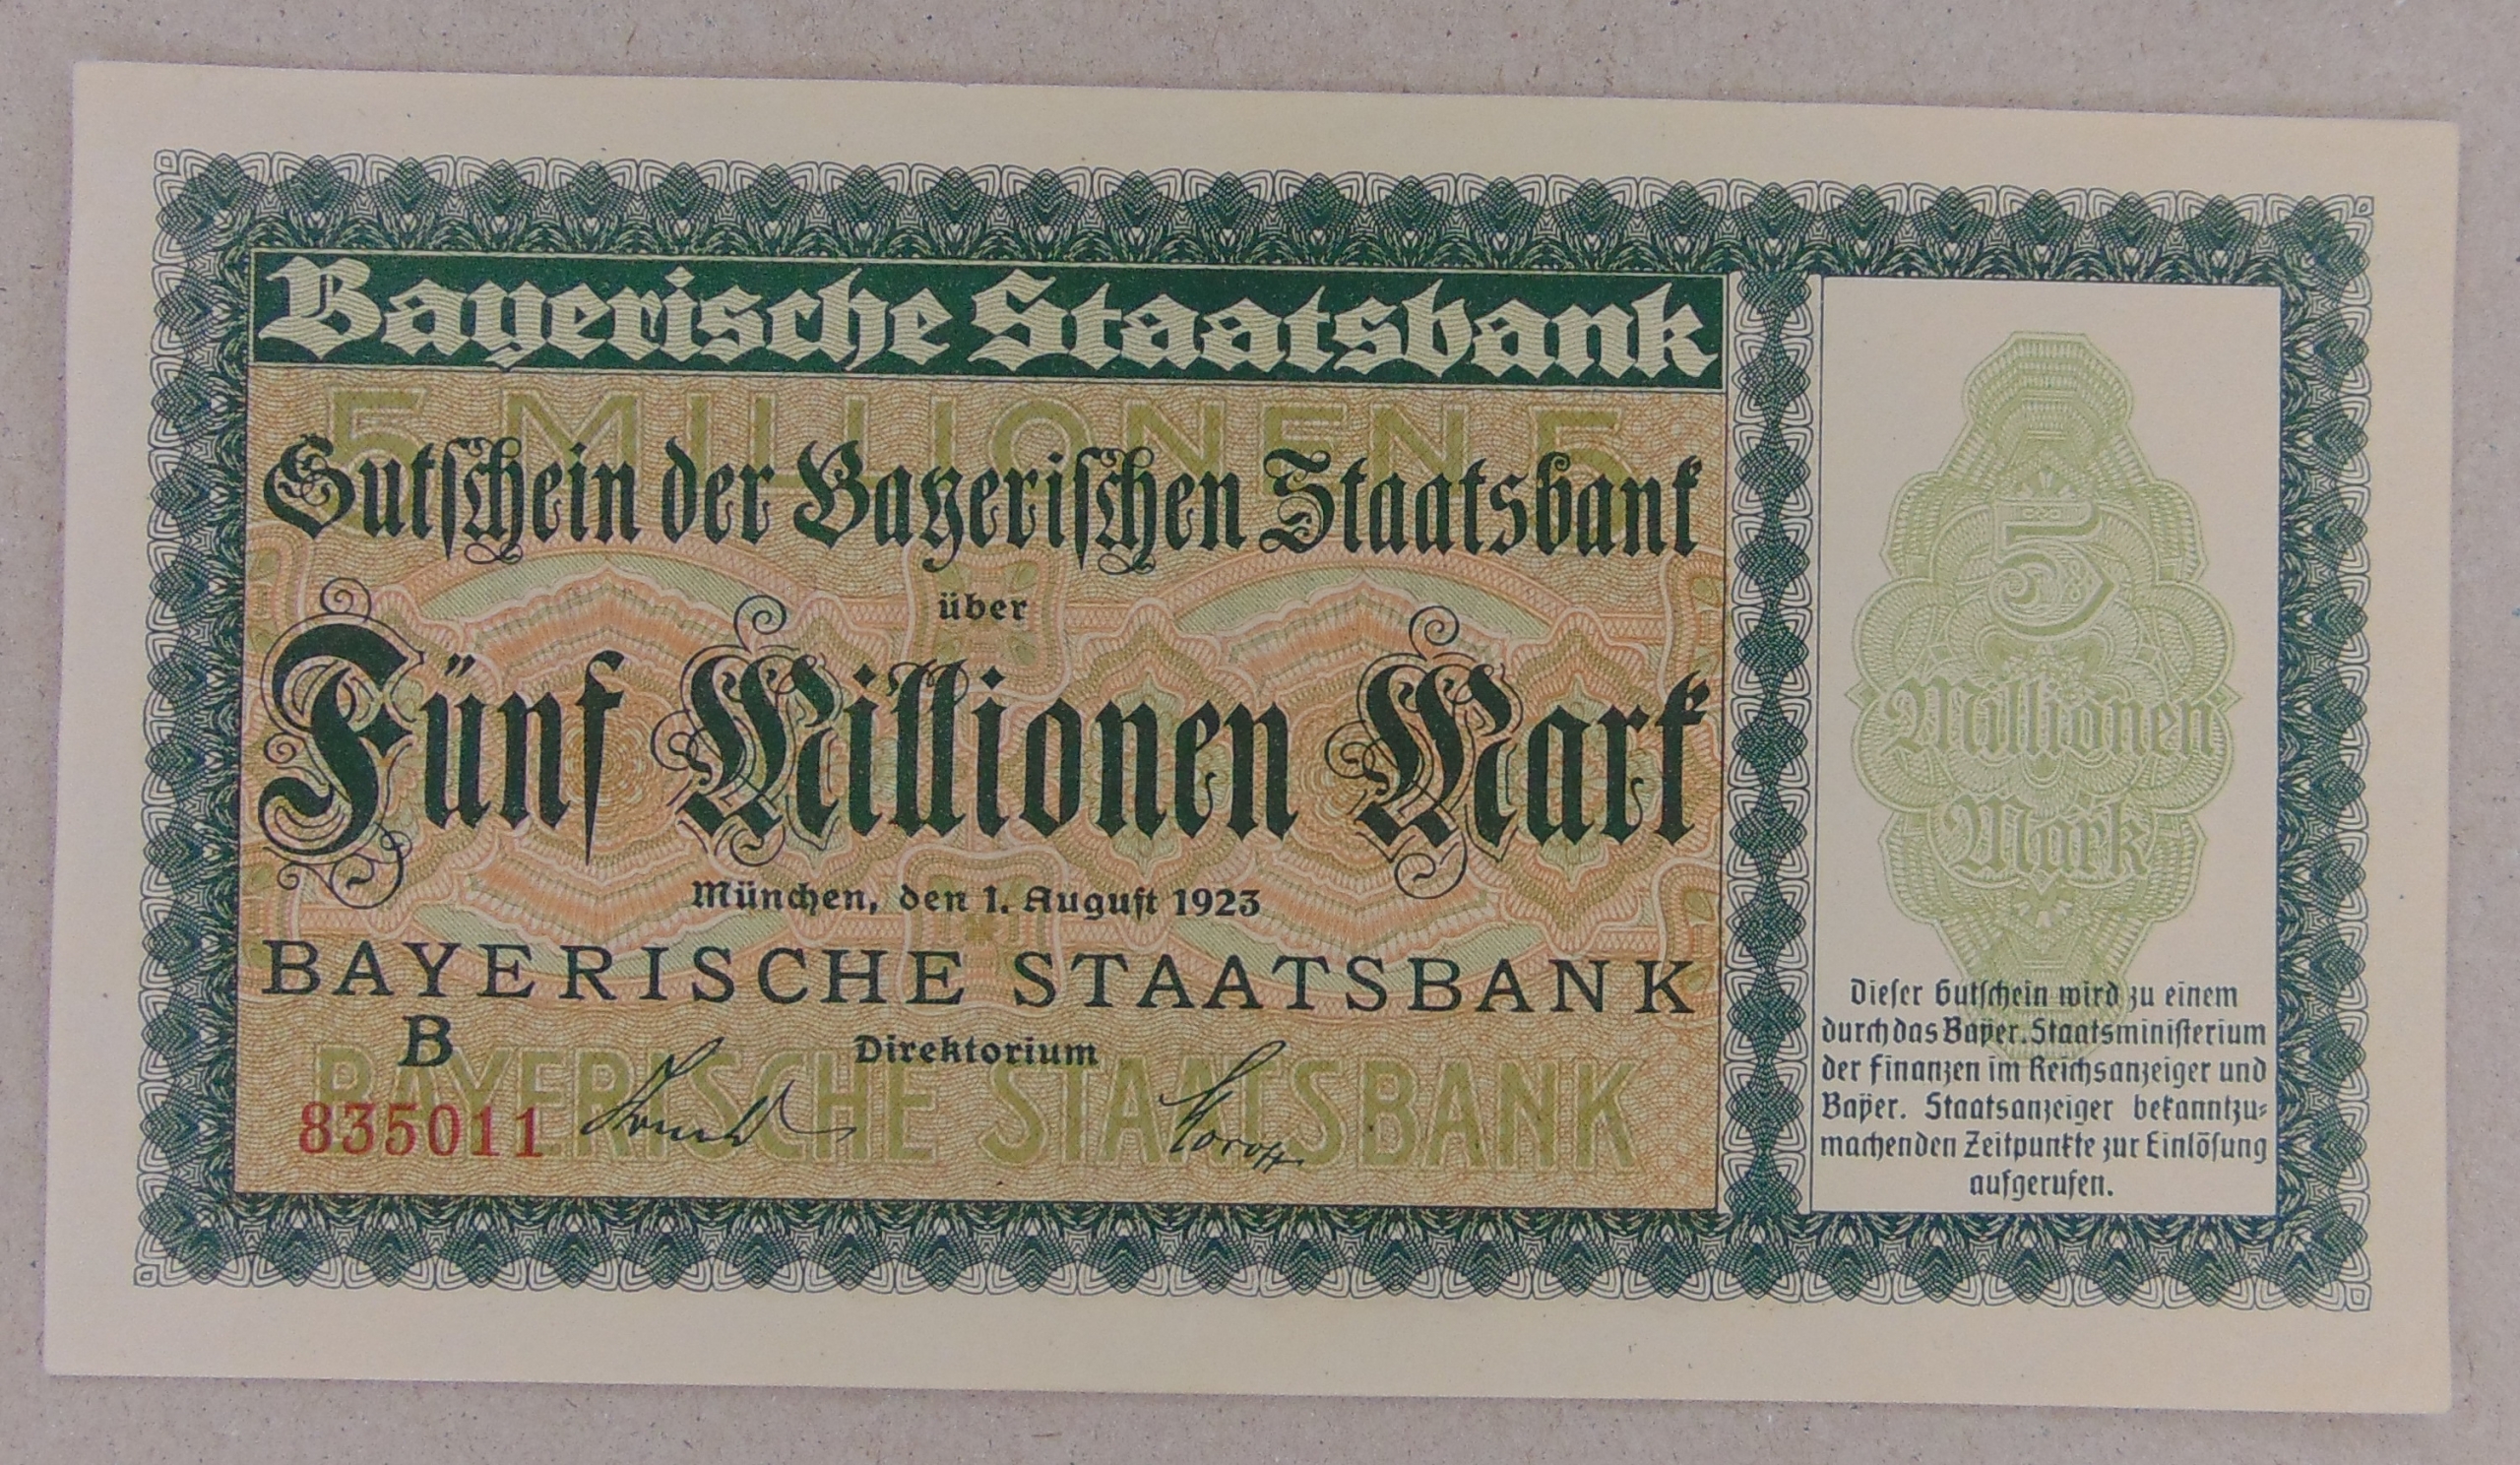 Bayerische Staatsbank
5 MILLIONEN 5
Gutschein der Bayerischen Staatsbank
über
Fünf Millionen Mark
München, den 1. August 1923
BAYERISCHE STAATSBANK
B
Direktorium
BAYERISCHE STAATSBANK
835011
5
Millionen
Mark
Dieser Gutschein wird zu einem
durch das Bayer. Staatsministerium
der Finanzen im Reichsanzeiger und
Bayer. Staatsanzeiger bekanntzu=
machenden Zeitpunkte zur Einlösung
aufgerufen.